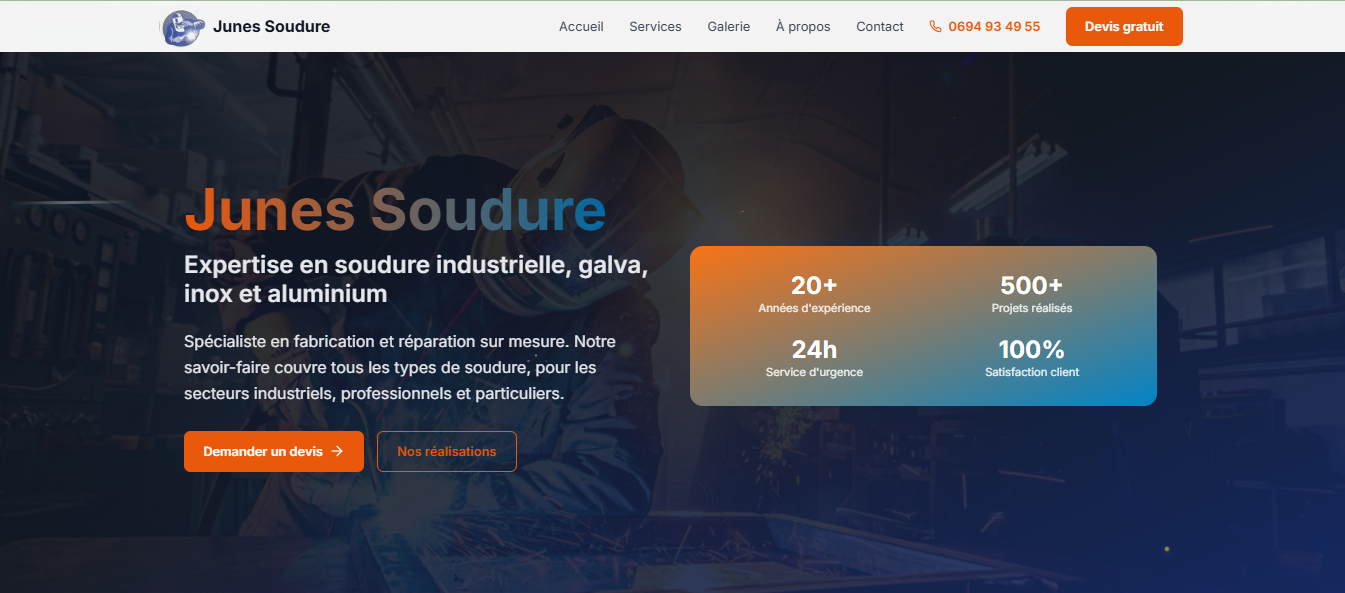 Junes Soudure
Accueil Services Galerie À propos Contact 0694 93 49 55 Devis gratuit
Junes Soudure
Expertise en soudure industrielle, galva,
inox et aluminium
Spécialiste en fabrication et réparation sur mesure. Notre
savoir-faire couvre tous les types de soudure, pour les
secteurs industriels, professionnels et particuliers.
Demander un devis → Nos réalisations
20+ 500+
Années d'expérience Projets réalisés
24h 100%
Service d'urgence Satisfaction client